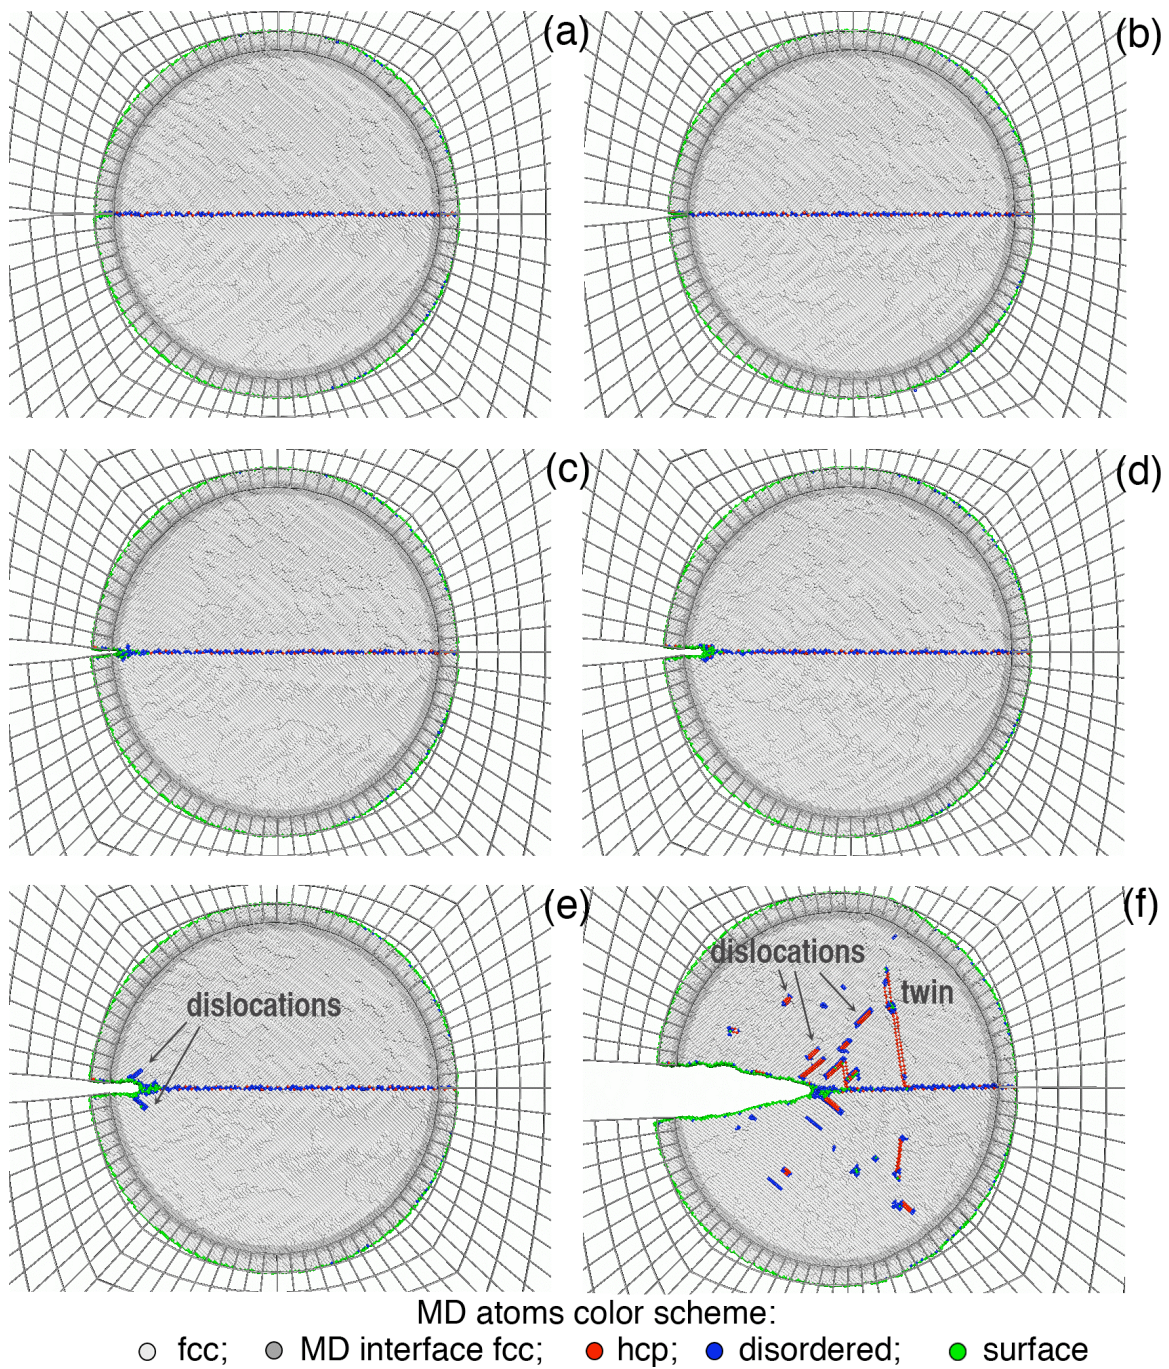 (a)
(b)
(c)
(d)
(e)
dislocations
(f)
dislocations
twin
MD atoms color scheme:
fcc; MD interface fcc; hcp; disordered; surface